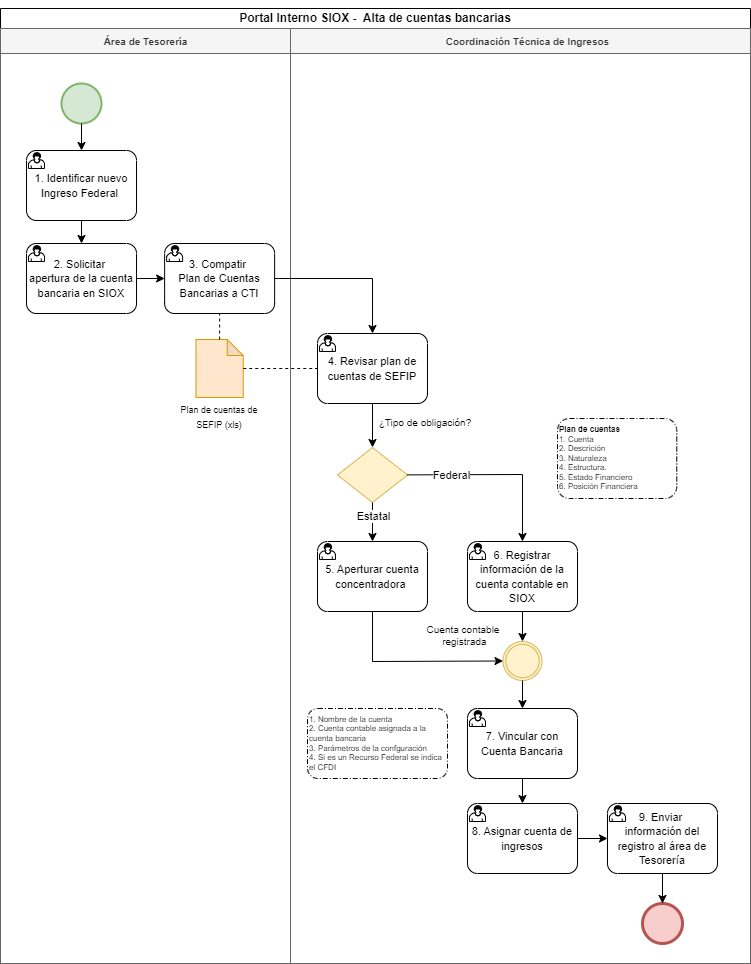 Portal Interno SIOX - Alta de cuentas bancarias
Área de Tesorería
Coordinación Técnica de Ingresos
1. Identificar nuevo
Ingreso Federal
2. Solicitar
apertura de la cuenta
bancaria en SIOX
3. Compatir
Plan de Cuentas
Bancarias a CTI
4. Revisar plan de
cuentas de SEFIP
Plan de cuentas de
SEFIP (xls)
¿Tipo de obligación?
Plan de cuentas
1. Cuenta
2. Descrición
3. Naturaleza
4. Estructura.
5. Estado Financiero
6. Posición Financiera
Federal
Estatal
5. Aperturar cuenta
concentradora
6. Registrar
información de la
cuenta contable en
SIOX
Cuenta contable
registrada
1. Nombre de la cuenta
2. Cuenta contable asignada a la
cuenta bancaria
3. Parámetros de la confguración
4. Si es un Recurso Federal se indica
el CFDI
7. Vincular con
Cuenta Bancaria
8. Asignar cuenta de
ingresos
9. Enviar
información del
registro al área de
Tesorería